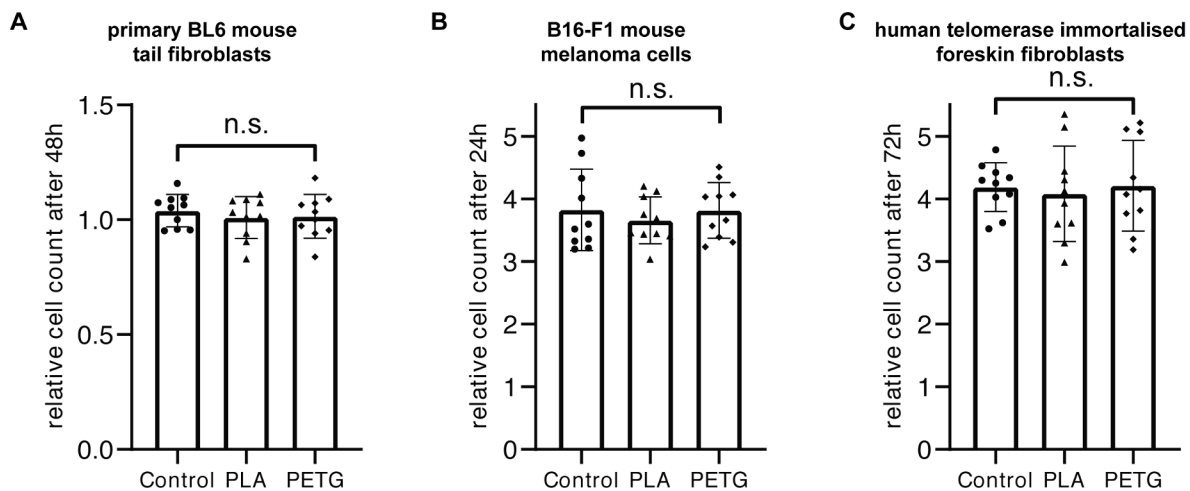 A
primary BL6 mouse
tail fibroblasts
relative cell count after 48h
1.5
1.0
0.5
0.0
n.s.
Control PLA PETG
B
B16-F1 mouse
melanoma cells
relative cell count after 24h
5
4
3
2
1
0
n.s.
Control PLA PETG
C
human telomerase immortalised
foreskin fibroblasts
relative cell count after 72h
5
4
3
2
1
0
n.s.
Control PLA PETG